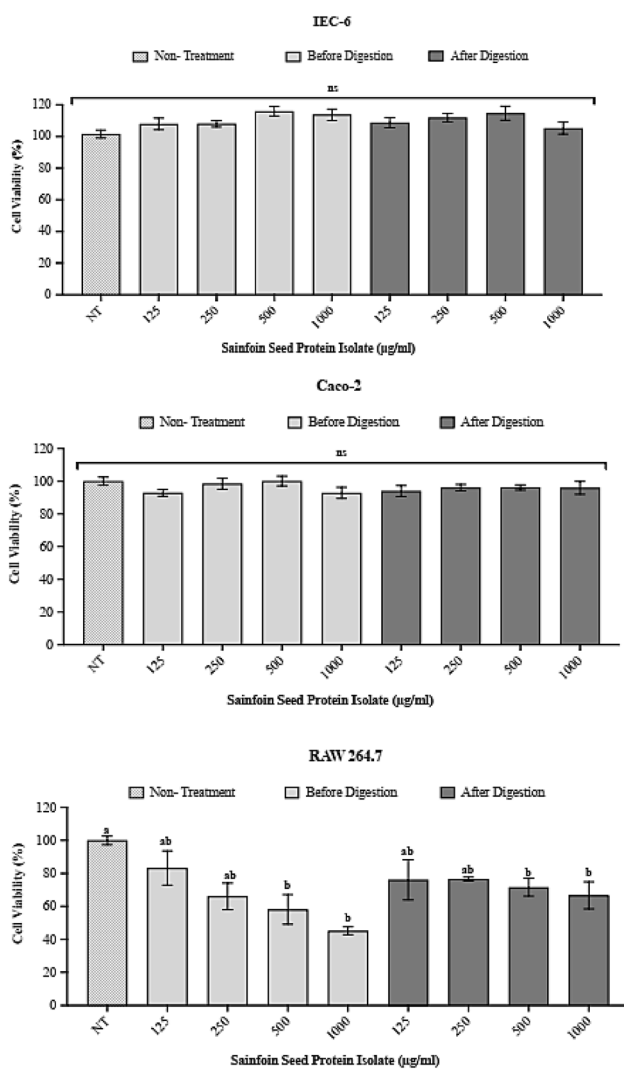 IEC-6
Non- Treatment Before Digestion After Digestion
ns
120
100
80
60
40
20
0
Cell Viability (%)
NT 125 250 500 1000 125 250 500 1000
Sainfoin Seed Protein Isolate (µg/ml)
Caco-2
Non- Treatment Before Digestion After Digestion
ns
120
100
80
60
40
20
0
Cell Viability (%)
NT 125 250 500 1000 125 250 500 1000
Sainfoin Seed Protein Isolate (µg/ml)
RAW 264.7
Non- Treatment Before Digestion After Digestion
120
100
80
60
40
20
0
Cell Viability (%)
a ab ab b b ab ab b b
NT 125 250 500 1000 125 250 500 1000
Sainfoin Seed Protein Isolate (µg/ml)